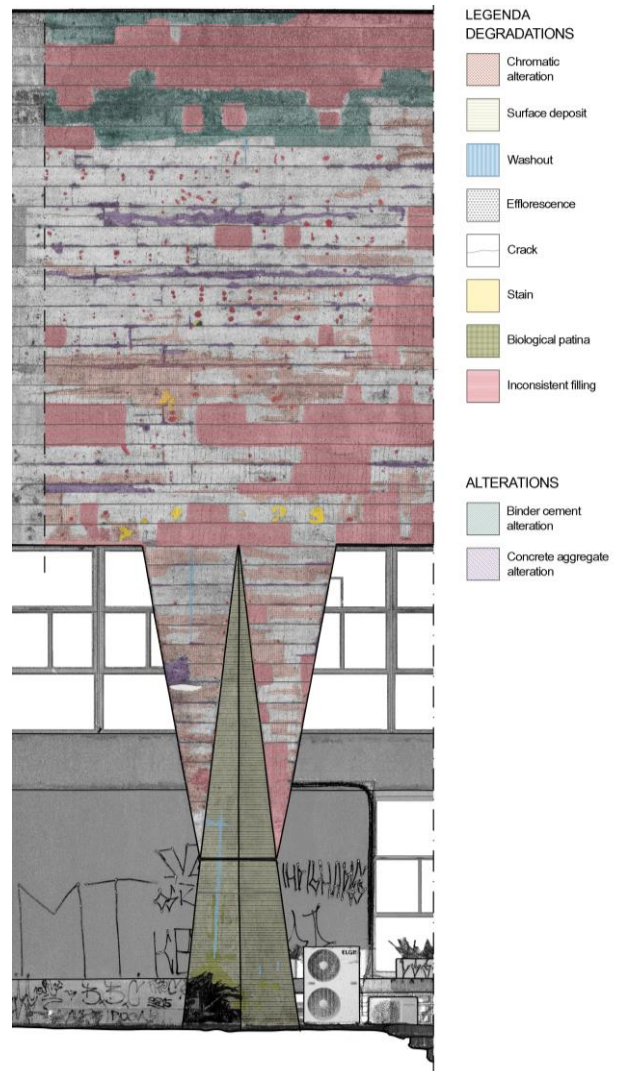 LEGENDA
DEGRADATIONS
Chromatic
alteration
Surface deposit
Washout
Efflorescence
Crack
Stain
Biological patina
Inconsistent filling
ALTERATIONS
Binder cement
alteration
Concrete aggregate
alteration
MT.
ELGIN